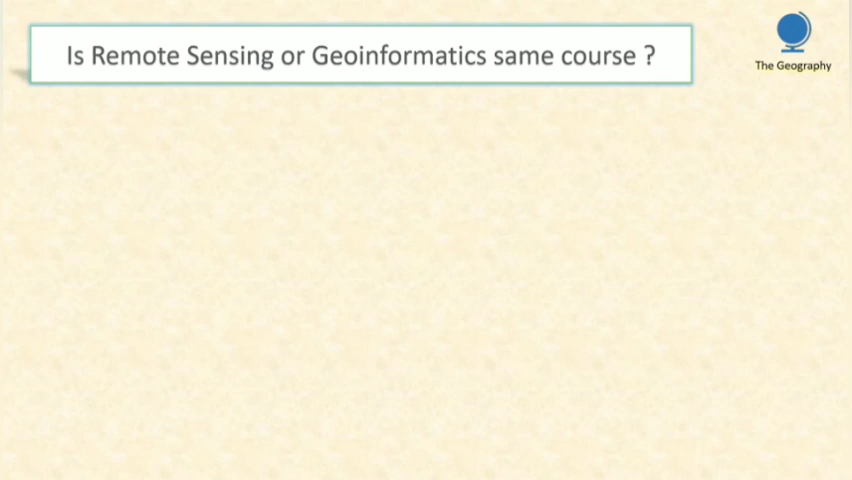 Is Remote Sensing or Geoinformatics same course ?
The Geography